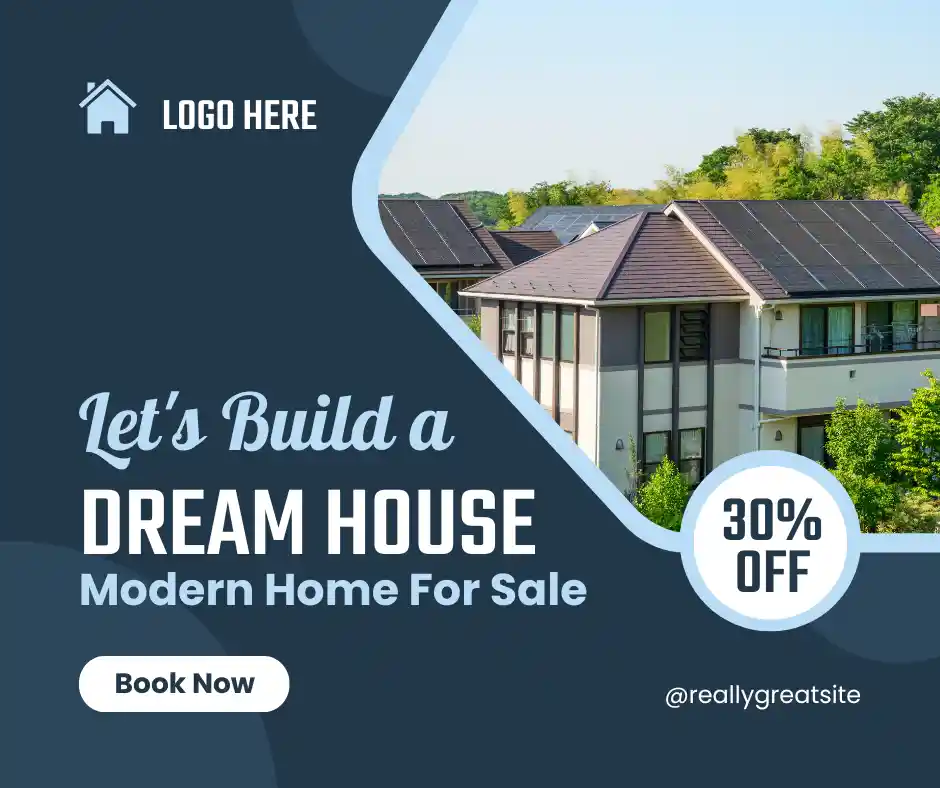 LOGO HERE
Let's Build a
DREAM HOUSE
Modern Home For Sale
30%
OFF
Book Now
@reallygreatsite